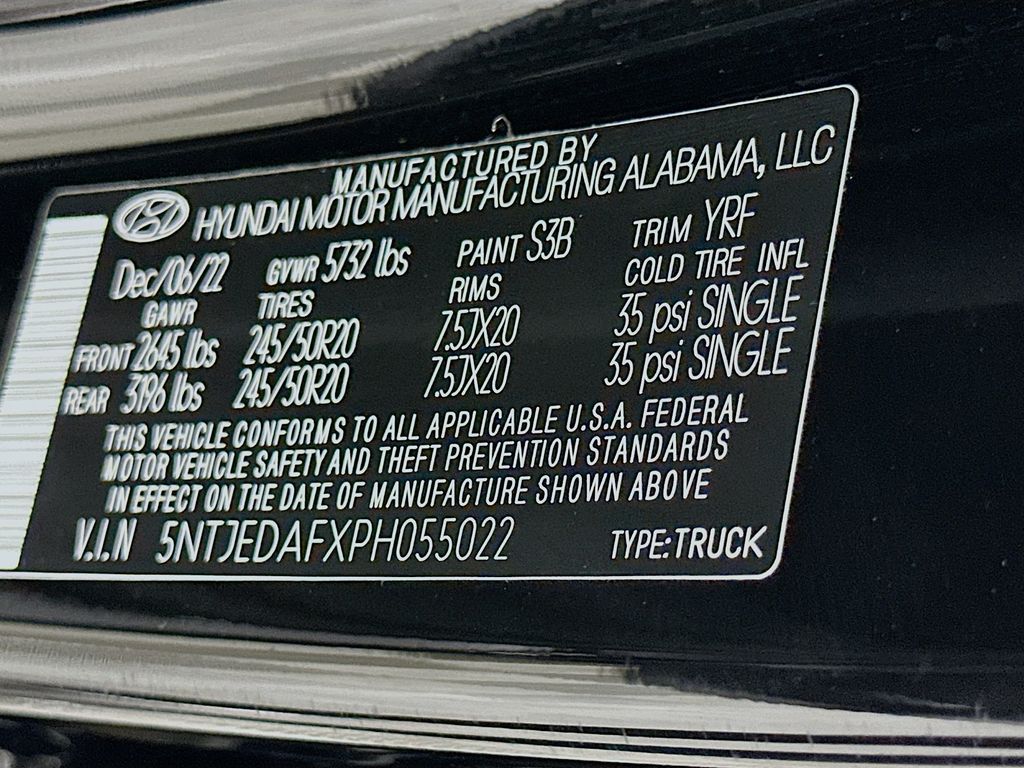 MANUFACTURED BY
HYUNDAI MOTOR MANUFACTURING ALABAMA, LLC
Dec/06/22 GVWR 5732 lbs PAINT S3B TRIM YRF
GAWR TIRES RIMS COLD TIRE INFL
FRONT 2645 lbs 245/50R20 7.5JX20 35 psi SINGLE
REAR 3196 lbs 245/50R20 7.5JX20 35 psi SINGLE
THIS VEHICLE CONFORMS TO ALL APPLICABLE U.S.A. FEDERAL
MOTOR VEHICLE SAFETY AND THEFT PREVENTION STANDARDS
IN EFFECT ON THE DATE OF MANUFACTURE SHOWN ABOVE
V.I.N 5NTJEDAFXPH055022 TYPE:TRUCK